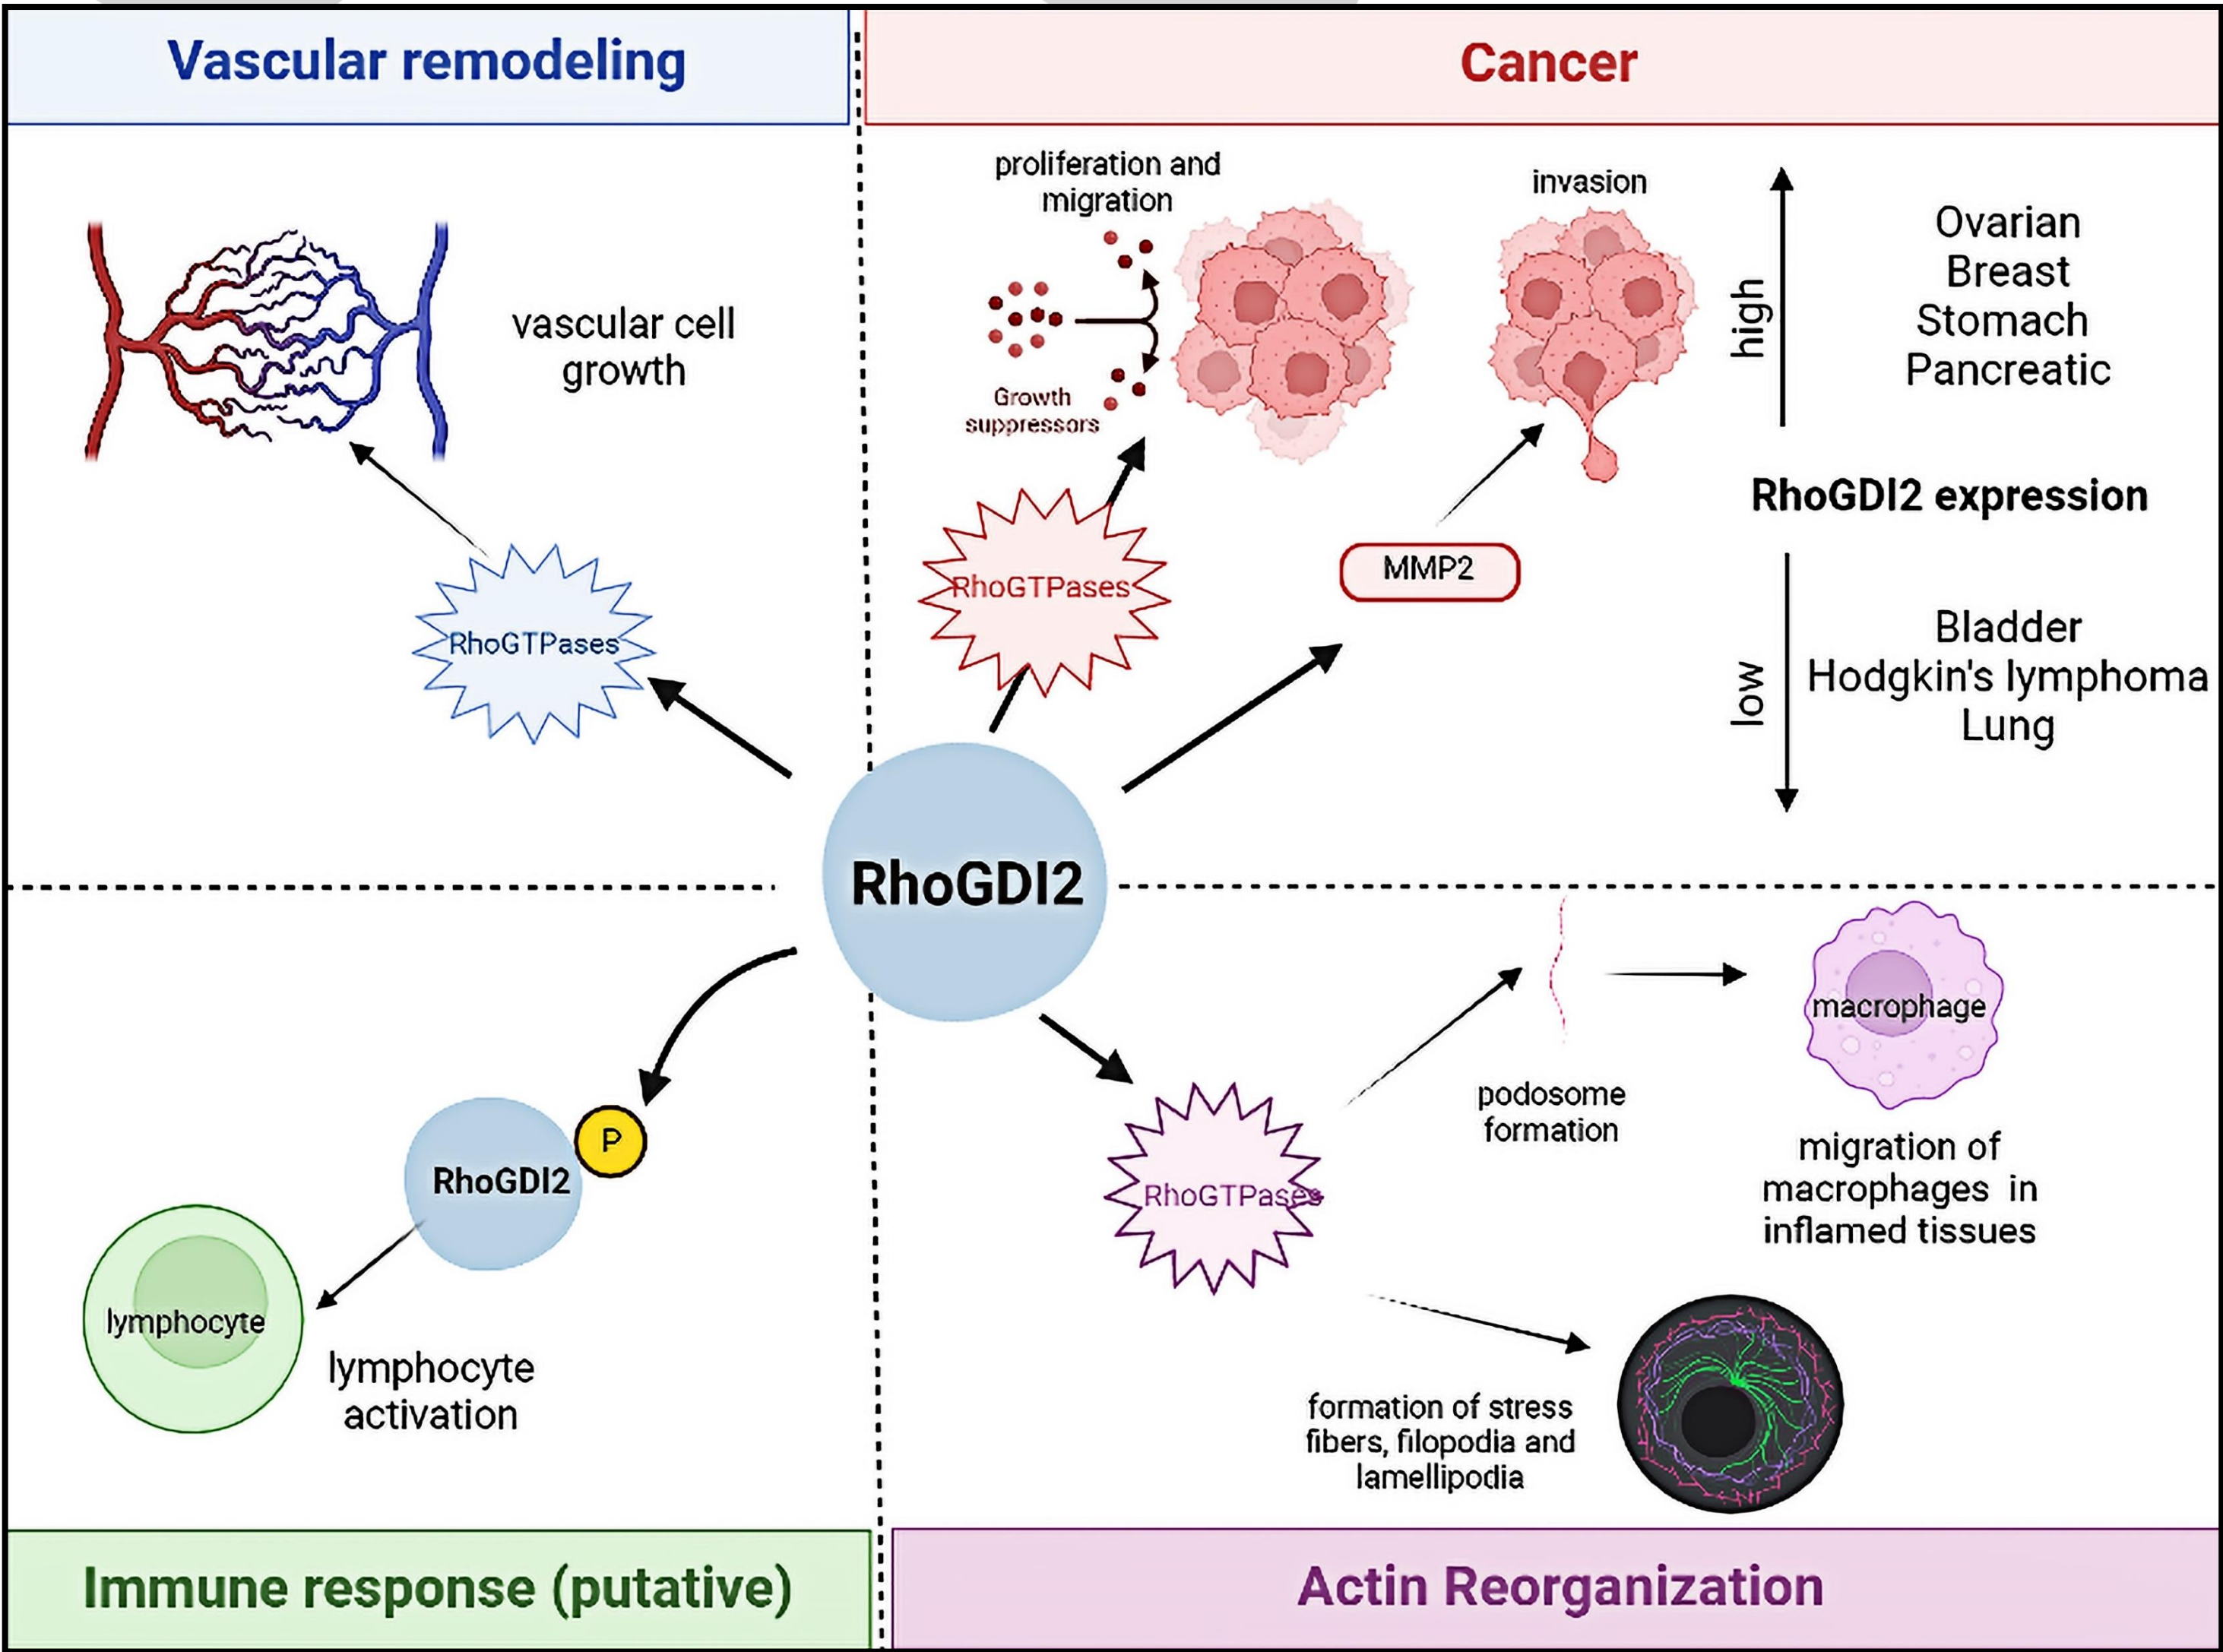 Vascular remodeling
vascular cell
growth
RhoGTPases
Cancer
proliferation and
migration
Growth
suppressors
RhoGTPases
invasion
MMP2
high
Ovarian
Breast
Stomach
Pancreatic
RhoGDI2 expression
low
Bladder
Hodgkin's lymphoma
Lung
RhoGDI2
P
RhoGDI2
lymphocyte
lymphocyte
activation
Immune response (putative)
RhoGTPases
podosome
formation
macrophage
migration of
macrophages in
inflamed tissues
formation of stress
fibers, filopodia and
lamellipodia
Actin Reorganization